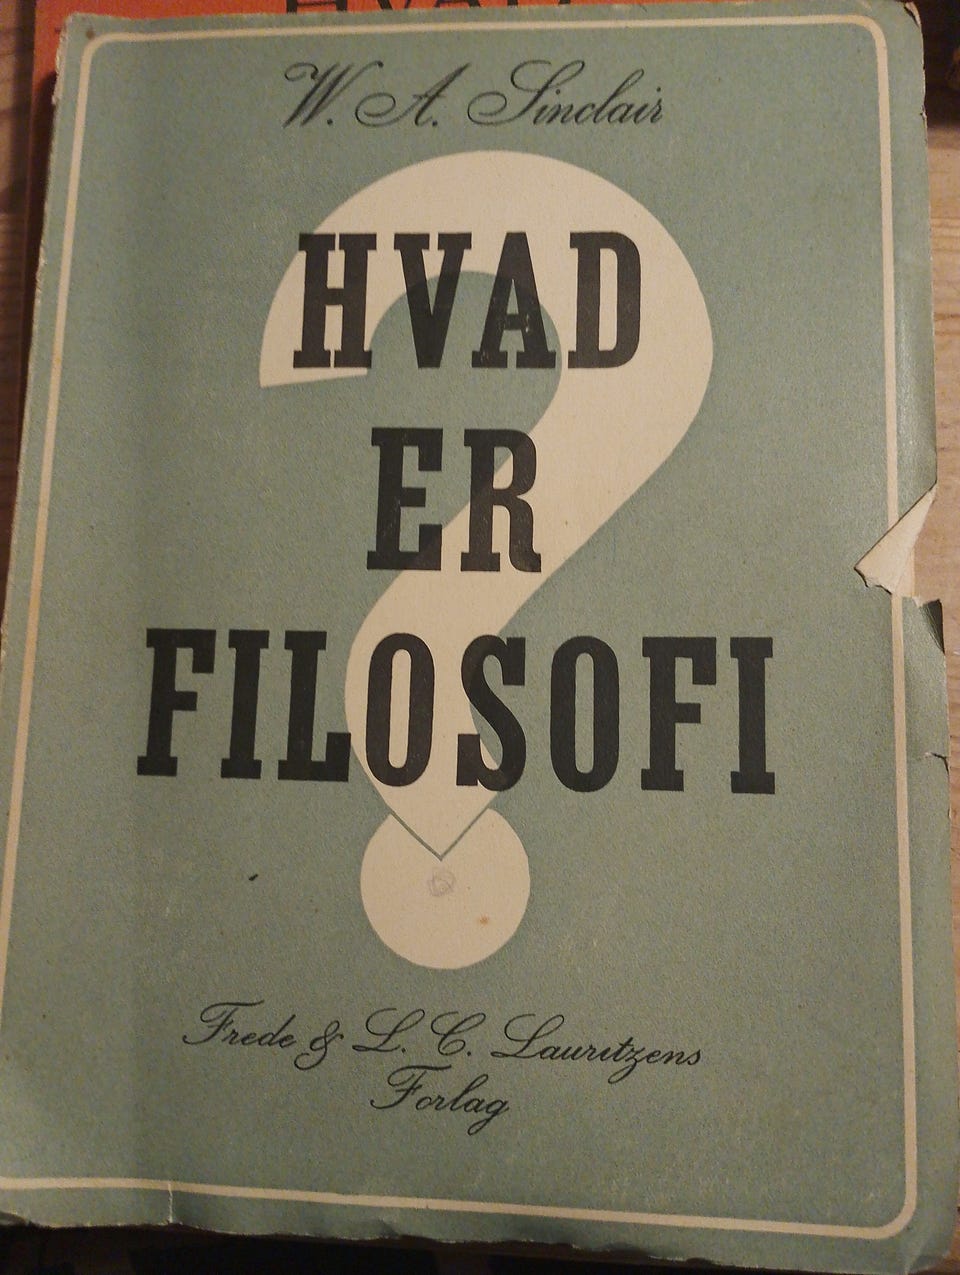 W. A. Sinclair
HVAD
ER
FILOSOFI
?
Frede & L. C. Lauritzens
Forlag